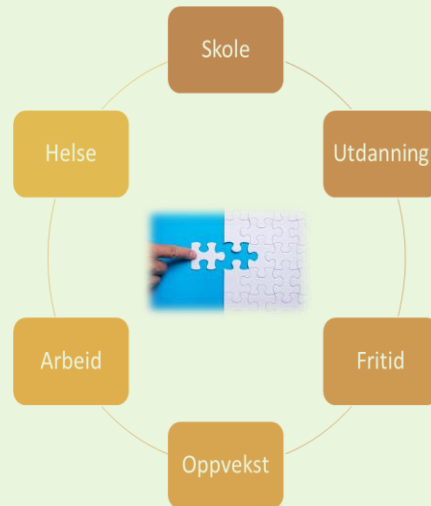 Skole
Utdanning
Fritid
Oppvekst
Arbeid
Helse